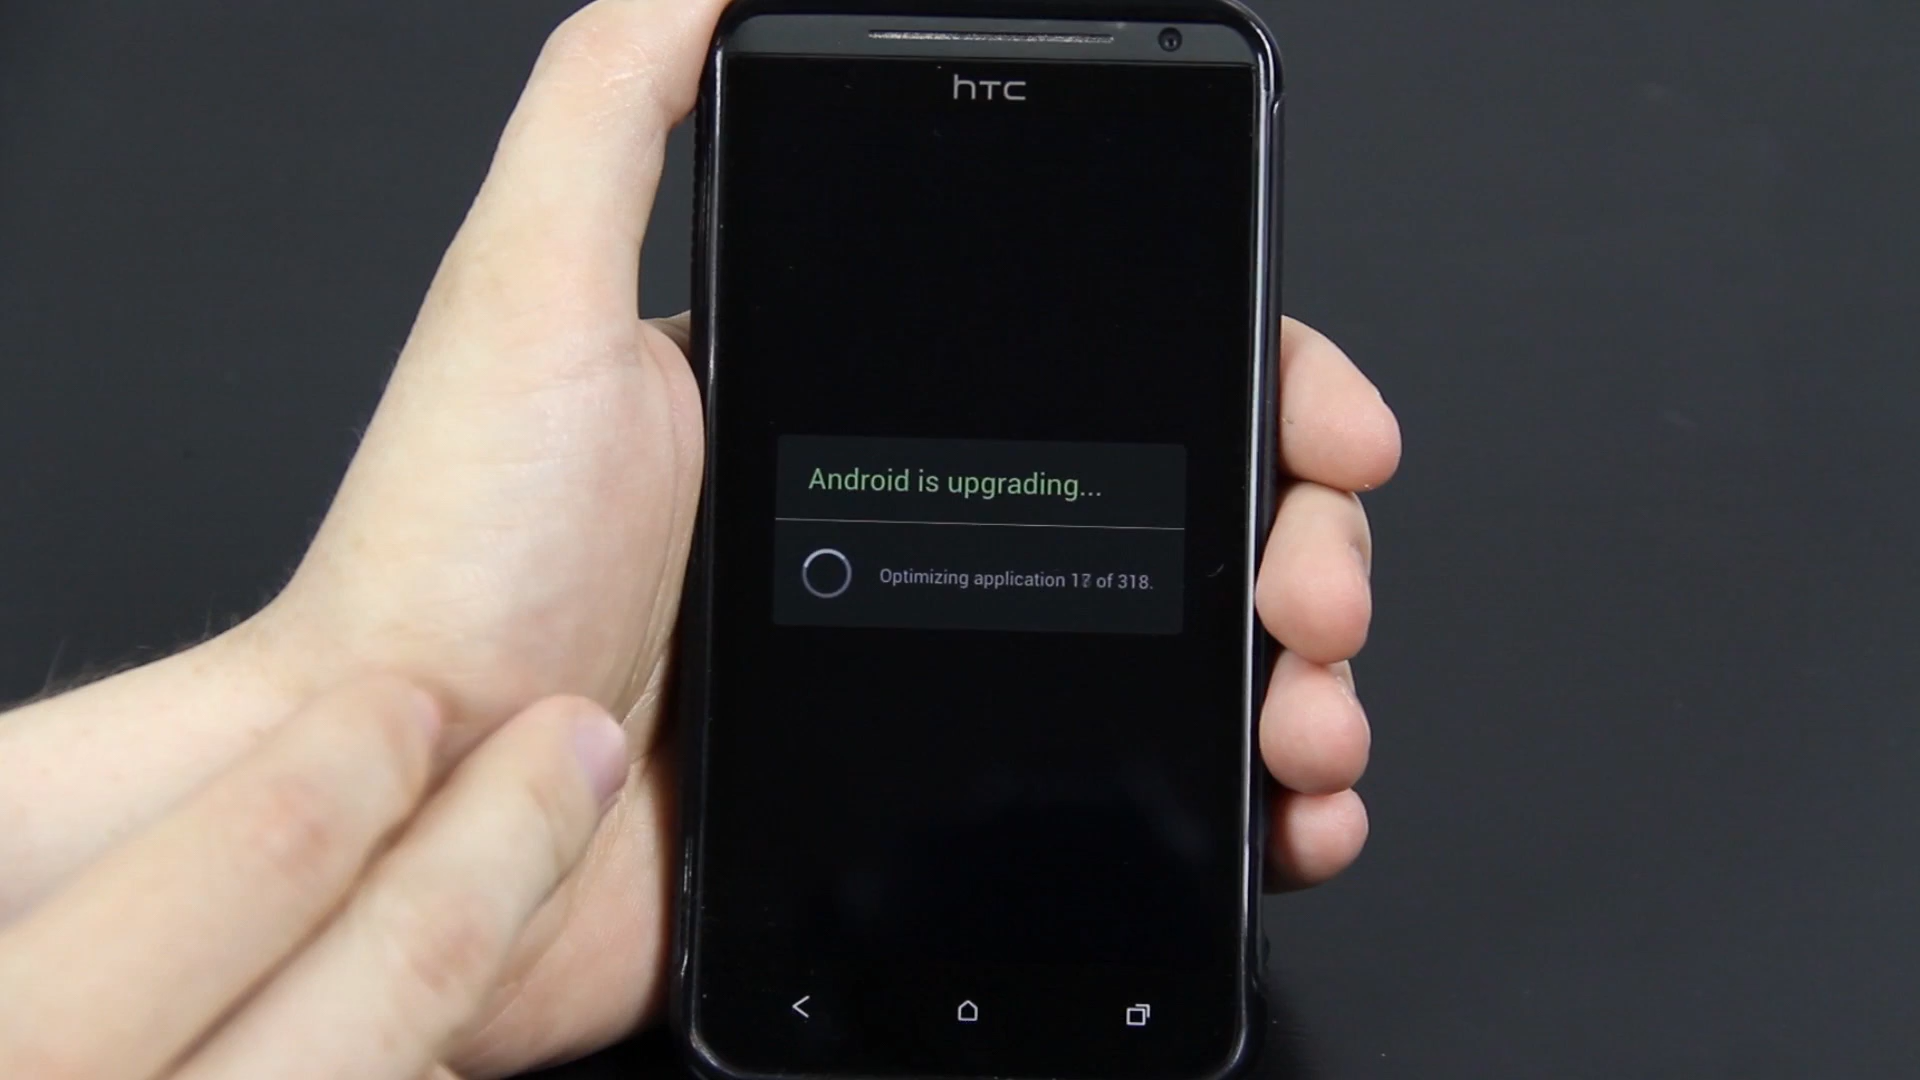 hTC
Android is upgrading...
Optimizing application of 318.